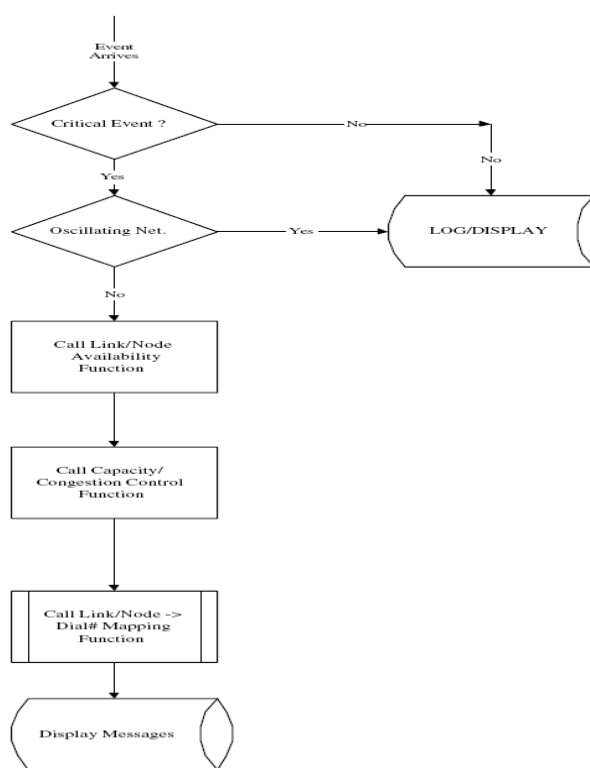 Event
Arrives
Critical Event ?
No
No
Yes
Oscillating Net.
Yes
LOG/DISPLAY
No
Call Link/Node
Availability
Function
Call Capacity/
Congestion Control
Function
Call Link/Node ->
Dial# Mapping
Function
Display Messages